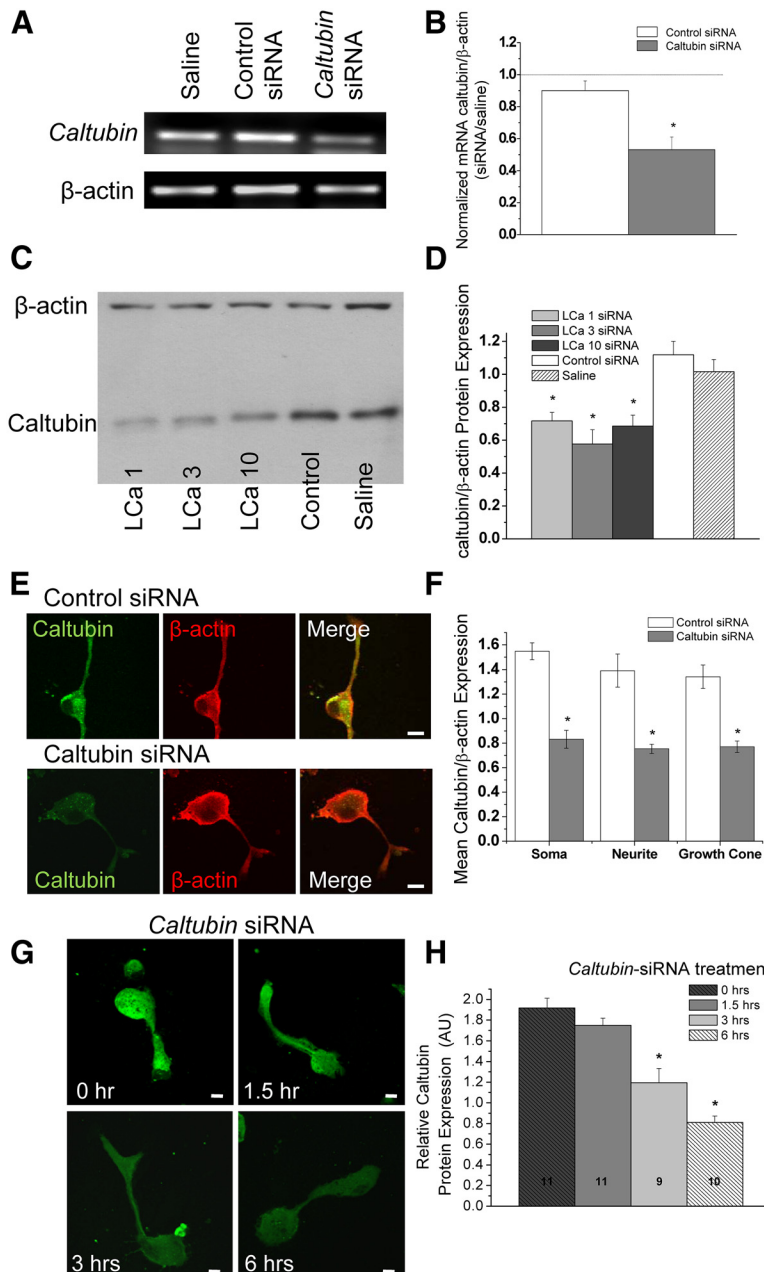 A
Saline
Control
siRNA
Caltubin
siRNA
Caltubin
β-actin
B
Control siRNA
Caltubin siRNA
Normalized mRNA caltubin/β-actin
(siRNA/saline)
1.2
1.0
0.8
0.6
0.4
0.2
0.0
*
C
β-actin
Caltubin
LCa 1
LCa 3
LCa 10
Control
Saline
D
LCa 1 siRNA
LCa 3 siRNA
LCa 10 siRNA
Control siRNA
Saline
caltubin/β-actin Protein Expression
1.2
1.0
0.8
0.6
0.4
0.2
0.0
* * *
E
Control siRNA
Caltubin
β-actin
Merge
Caltubin siRNA
Caltubin
β-actin
Merge
F
Control siRNA
Caltubin siRNA
Mean Caltubin/β-actin Expression
1.6
1.4
1.2
1.0
0.8
0.6
0.4
0.2
0.0
* * *
Soma
Neurite
Growth Cone
G
Caltubin siRNA
0 hr
1.5 hr
3 hrs
6 hrs
H
Caltubin-siRNA treatmen
0 hrs
1.5 hrs
3 hrs
6 hrs
Relative Caltubin
Protein Expression (AU)
2.0
1.8
1.6
1.4
1.2
1.0
0.8
0.6
0.4
0.2
0.0
* *
11
11
9
10